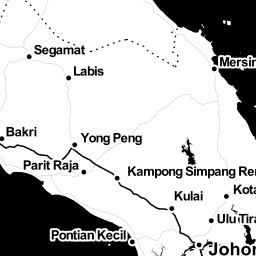 Segamat
Mersin
Labis
Bakri
Yong Peng
Parit Raja
Kampong Simpang Ren
Kulai
Kota
Ulu Tira
Pontian Kecil
Johor